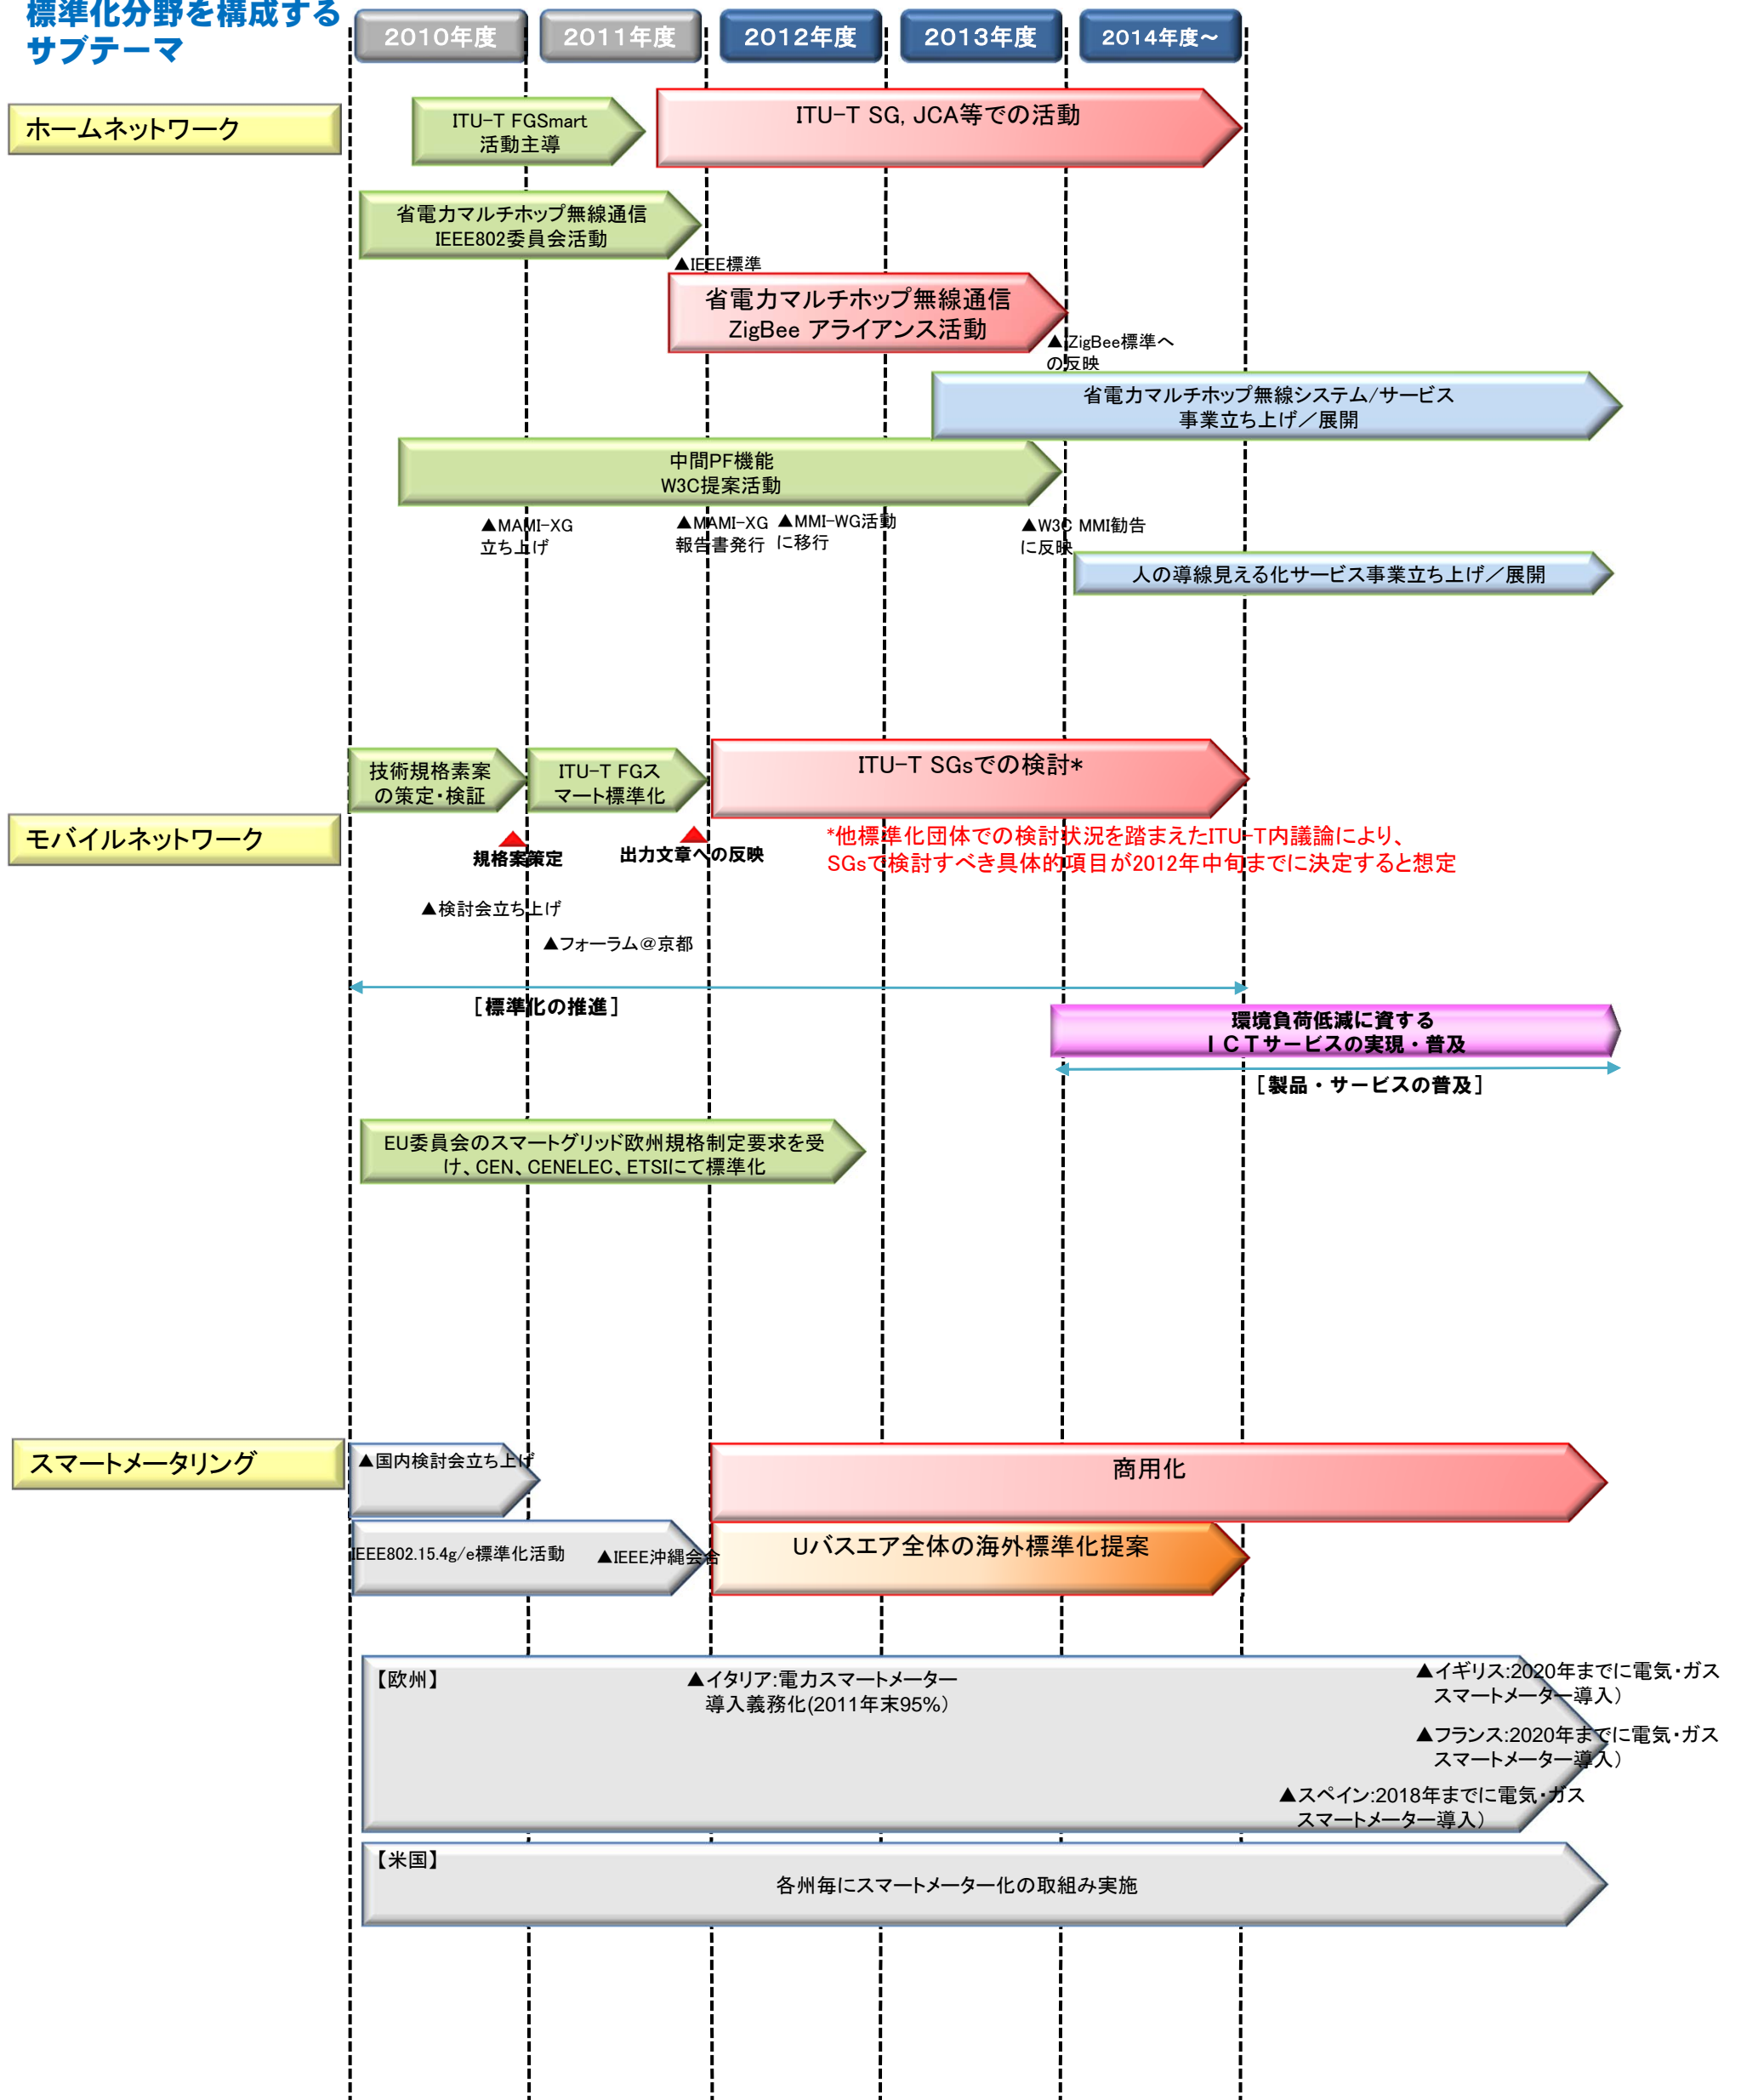 標準化分野を構成する
サブテーマ
2010年度
2011年度
2012年度
2013年度
2014年度～
ホームネットワーク
ITU-T FGSmart
活動主導
ITU-T SG, JCA等での活動
省電力マルチホップ無線通信
IEEE802委員会活動
▲IEEE標準
省電力マルチホップ無線通信
ZigBee アライアンス活動
▲ZigBee標準へ
の反映
省電力マルチホップ無線システム/サービス
事業立ち上げ／展開
中間PF機能
W3C提案活動
▲MAMI-XG
立ち上げ
▲MAMI-XG
報告書発行
▲MMI-WG活動
に移行
▲W3C MMI勧告
に反映
人の導線見える化サービス事業立ち上げ／展開
技術規格素案
の策定・検証
ITU-T FGス
マート標準化
ITU-T SGsでの検討*
モバイルネットワーク
規格案策定
出力文章への反映
*他標準化団体での検討状況を踏まえたITU-T内議論により、
SGsで検討すべき具体的項目が2012年中旬までに決定すると想定
▲検討会立ち上げ
▲フォーラム＠京都
［標準化の推進］
環境負荷低減に資する
ＩＣＴサービスの実現・普及
［製品・サービスの普及］
EU委員会のスマートグリッド欧州規格制定要求を受
け、CEN、CENELEC、ETSIにて標準化
スマートメータリング
▲国内検討会立ち上げ
商用化
IEEE802.15.4g/e標準化活動
▲IEEE沖縄会合
Uバスエア全体の海外標準化提案
【欧州】
▲イタリア:電力スマートメーター
導入義務化(2011年末95%）
▲イギリス:2020年までに電気・ガス
スマートメーター導入）
▲フランス:2020年までに電気・ガス
スマートメーター導入）
▲スペイン:2018年までに電気・ガス
スマートメーター導入）
【米国】
各州毎にスマートメーター化の取組み実施